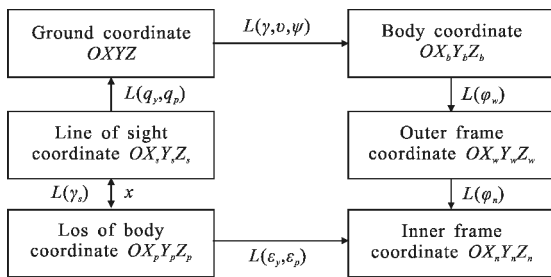 Ground coordinate
OXYZ
L(γ,υ,ψ)
Body coordinate
OX_bY_bZ_b
L(q_y,q_p)
L(φ_w)
Line of sight
coordinate OX_sY_sZ_s
Outer frame
coordinate OX_wY_wZ_w
L(γ_s)
x
L(φ_n)
Los of body
coordinate OX_pY_pZ_p
L(ε_y,ε_p)
Inner frame
coordinate OX_nY_nZ_n